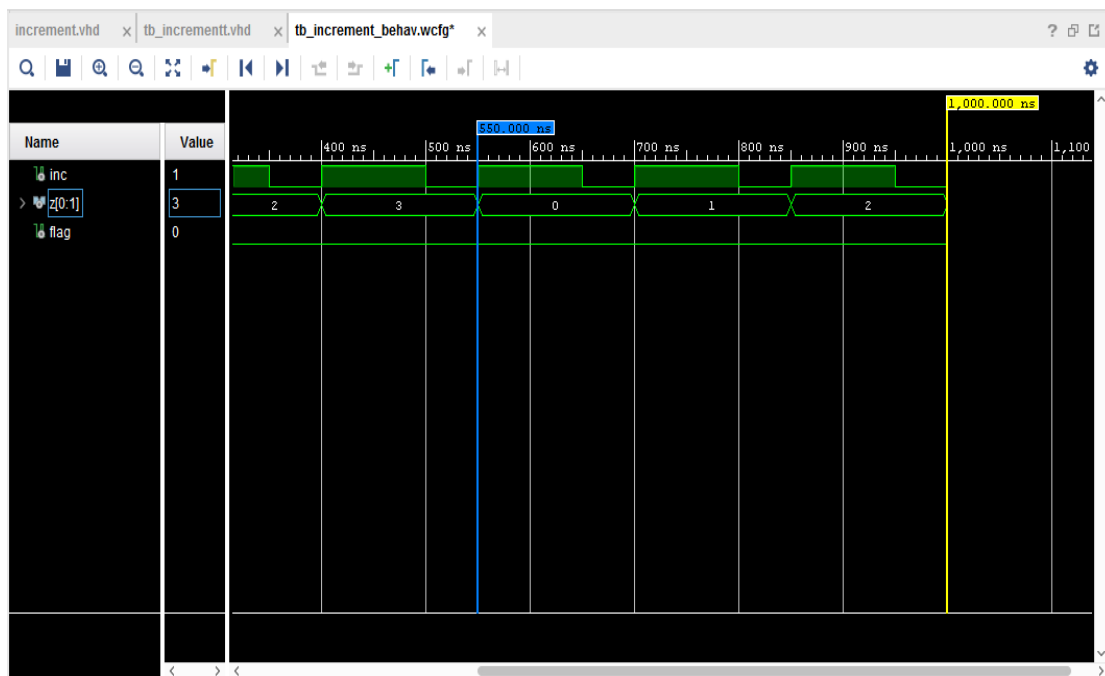 increment.vhd × tb_incrementt.vhd × tb_increment_behav.wcfg* × ?
1,000.000 ns
550.000 ns
Name Value 400 ns 500 ns 600 ns 700 ns 800 ns 900 ns 1,000 ns 1,100
inc 1
> z[0:1] 3 2 3 0 1 2
flag 0